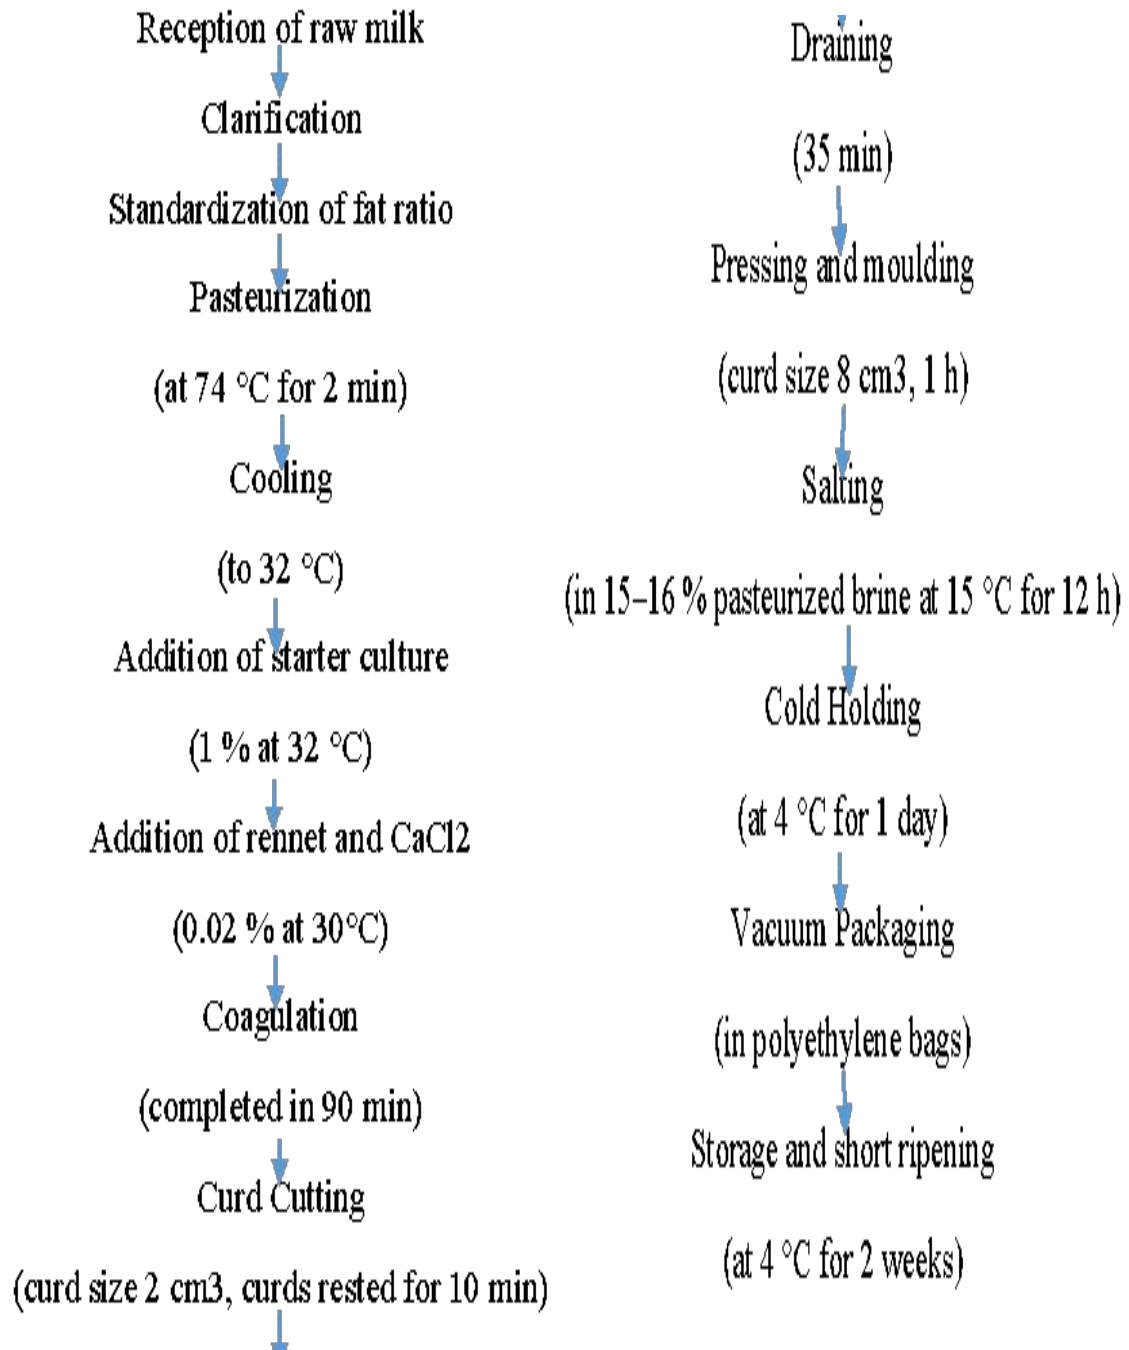 Reception of raw milk
Clarification
Standardization of fat ratio
Pasteurization
(at 74 °C for 2 min)
Cooling
(to 32 °C)
Addition of starter culture
(1 % at 32 °C)
Addition of rennet and CaCl2
(0.02 % at 30°C)
Coagulation
(completed in 90 min)
Curd Cutting
(curd size 2 cm3, curds rested for 10 min)
Draining
(35 min)
Pressing and moulding
(curd size 8 cm3, 1 h)
Salting
(in 15–16 % pasteurized brine at 15 °C for 12 h)
Cold Holding
(at 4 °C for 1 day)
Vacuum Packaging
(in polyethylene bags)
Storage and short ripening
(at 4 °C for 2 weeks)